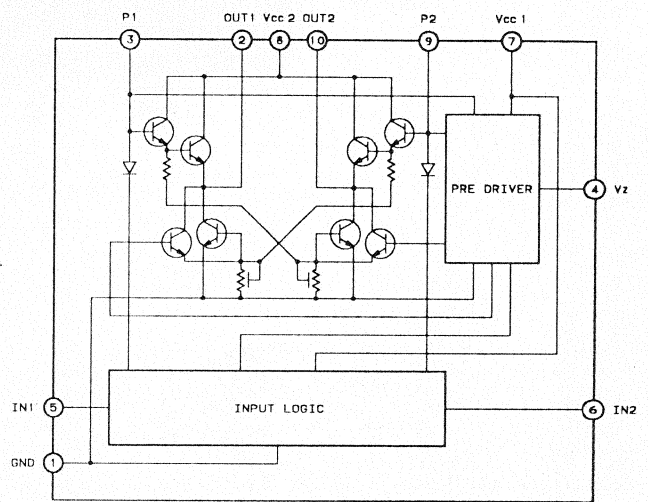 P1 OUT1 Vcc 2 OUT2 P2 Vcc 1
3 2 8 10 9 7
PRE DRIVER 4 Vz
IN1 5 INPUT LOGIC 6 IN2
GND 1